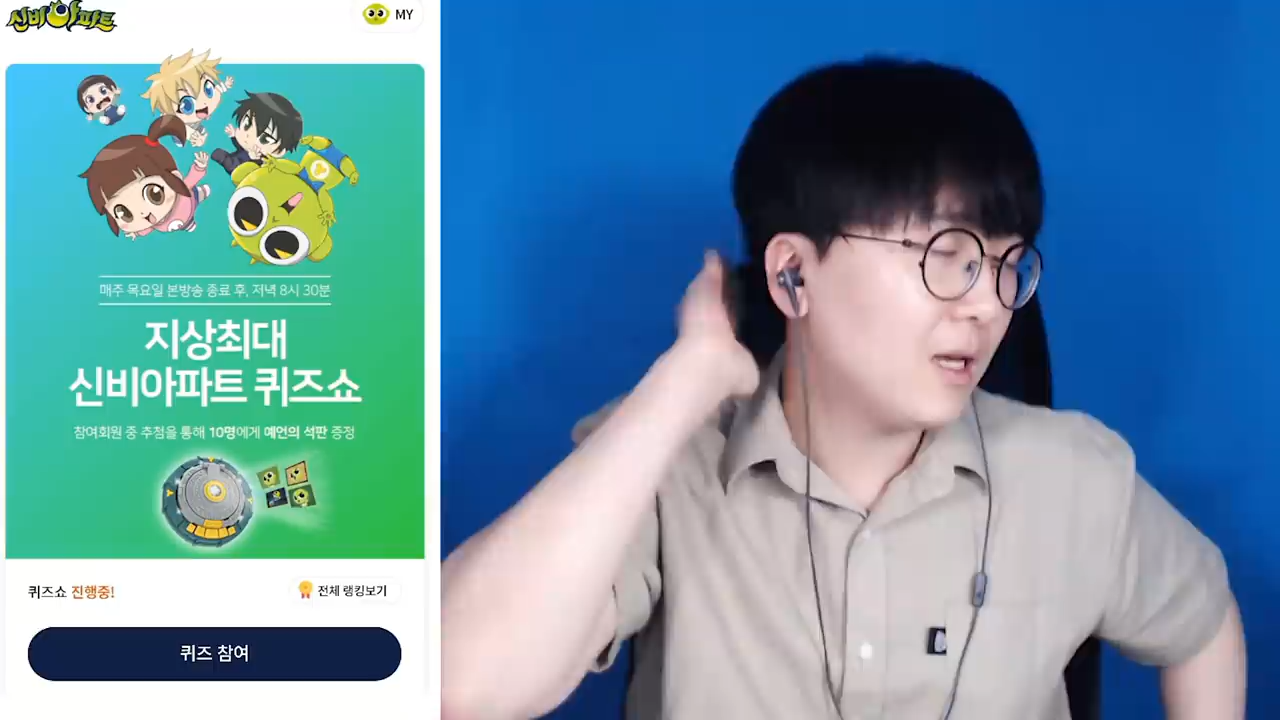 신비아파트
MY
매주 목요일 본방송 종료 후, 저녁 8시 30분
지상최대
신비아파트 퀴즈쇼
참여회원 중 추첨을 통해 10명에게 예언의 석판 증정
퀴즈쇼 진행중!
전체 랭킹보기
퀴즈 참여